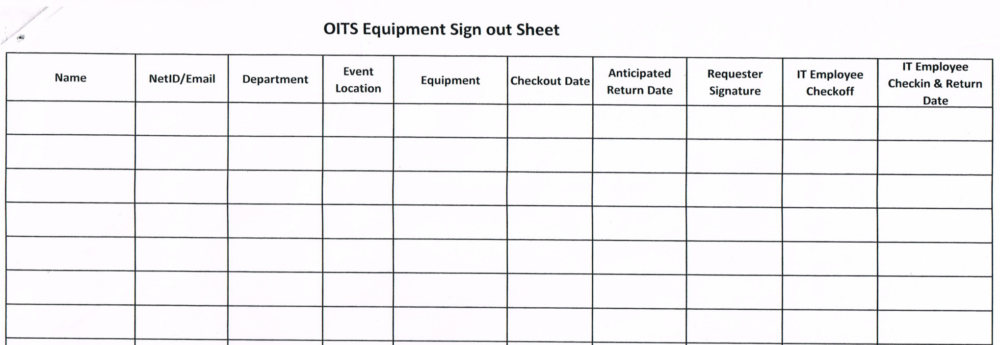 OITS Equipment Sign out Sheet
Name
NetID/Email
Department
Event
Location
Equipment
Checkout Date
Anticipated
Return Date
Requester
Signature
IT Employee
Checkoff
IT Employee
Checkin & Return
Date